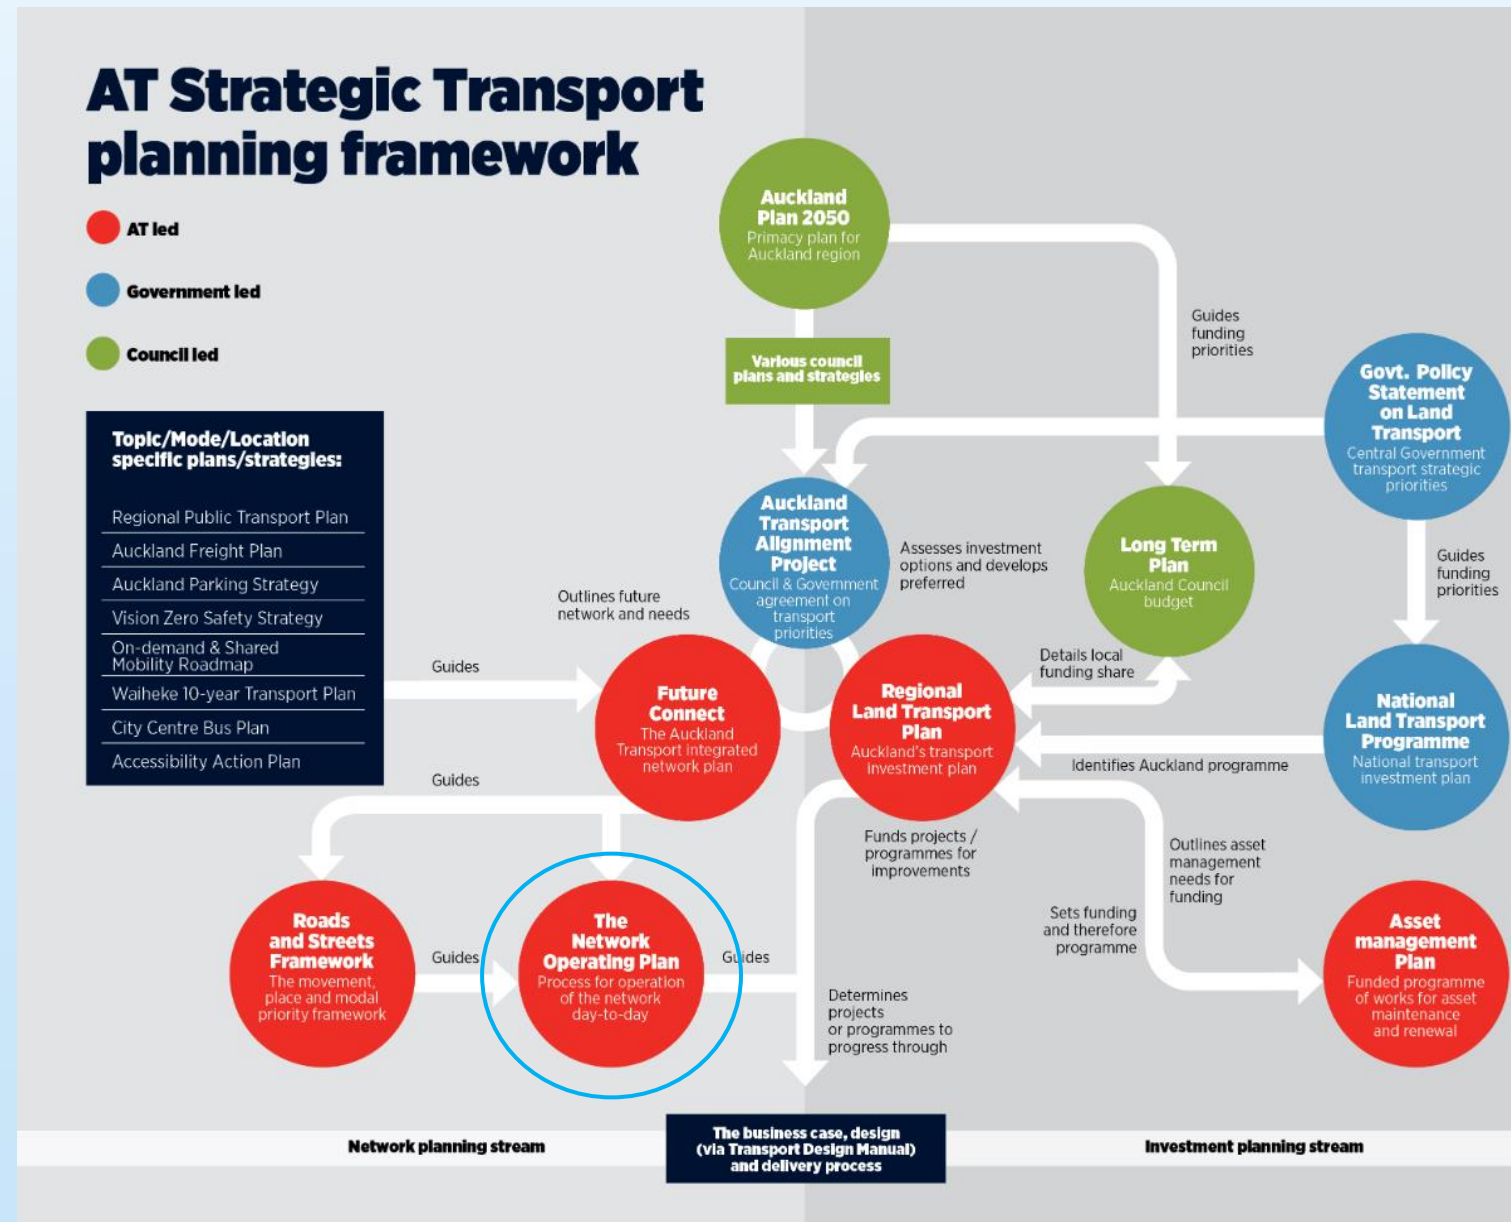 AT Strategic Transport
planning framework
AT led
Government led
Council led
Topic/Mode/Location
specific plans/strategies:
Regional Public Transport Plan
Auckland Freight Plan
Auckland Parking Strategy
Vision Zero Safety Strategy
On-demand & Shared
Mobility Roadmap
Waiheke 10-year Transport Plan
City Centre Bus Plan
Accessibility Action Plan
Auckland
Plan 2050
Primacy plan for
Auckland region
Various council
plans and strategies
Guides
funding
priorities
Govt. Policy
Statement
on Land
Transport
Central Government
transport strategic
priorities
Auckland
Transport
Alignment
Project
Council & Government
agreement on
transport
priorities
Assesses investment
options and develops
preferred
Long Term
Plan
Auckland Council
budget
Guides
funding
priorities
Outlines future
network and needs
Guides
Future
Connect
The Auckland
Transport integrated
network plan
Regional
Land Transport
Plan
Auckland's transport
investment plan
Details local
funding share
National
Land Transport
Programme
National transport
investment plan
Identifies Auckland programme
Guides
Funds projects /
programmes for
improvements
Outlines asset
management
needs for
funding
Sets funding
and therefore
programme
Roads
and Streets
Framework
The movement,
place and modal
priority framework
Guides
The
Network
Operating Plan
Process for operation
of the network
day-to-day
Guides
Determines
projects
or programmes to
progress through
Asset
management
Plan
Funded programme
of works for asset
maintenance
and renewal
Network planning stream
The business case, design
(via Transport Design Manual)
and delivery process
Investment planning stream